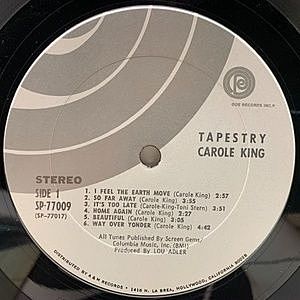 ODE RECORDS INC.
TAPESTRY
CAROLE KING
STEREO
SIDE 1
SP-77009
(SP-77017)
1. I FEEL THE EARTH MOVE (Carole King) 2:57
2. SO FAR AWAY (Carole King) 3:55
3. IT'S TOO LATE (Carole King-Toni Stern) 3:51
4. HOME AGAIN (Carole King) 2:27
5. BEAUTIFUL (Carole King) 3:05
6. WAY OVER YONDER (Carole King) 4:42
All Tunes Published By Screen Gems/
Columbia Music, Inc. (BMI)
Produced By LOU ADLER
DISTRIBUTED BY A & M RECORDS - 1416 N. LA BREA, HOLLYWOOD, CALIFORNIA 90028